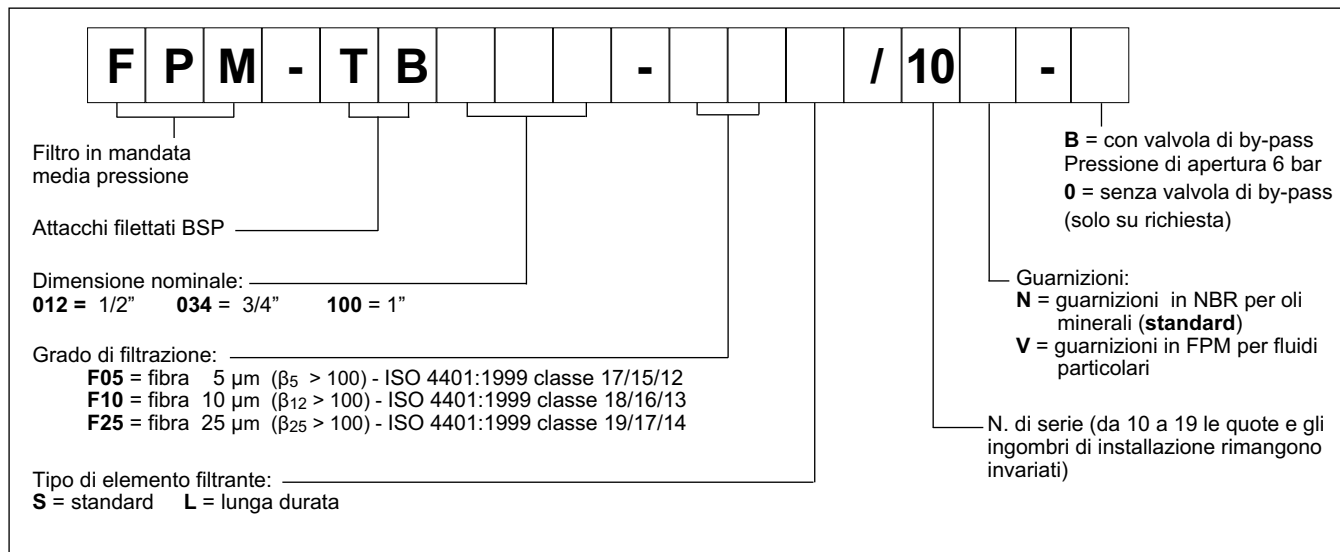 F P M - T B - / 10 -
Filtro in mandata
media pressione
Attacchi filettati BSP
Dimensione nominale:
012 = 1/2” 034 = 3/4” 100 = 1”
Grado di filtrazione:
F05 = fibra 5 µm (β5 > 100) - ISO 4401:1999 classe 17/15/12
F10 = fibra 10 µm (β12 > 100) - ISO 4401:1999 classe 18/16/13
F25 = fibra 25 µm (β25 > 100) - ISO 4401:1999 classe 19/17/14
Tipo di elemento filtrante:
S = standard L = lunga durata
B = con valvola di by-pass
Pressione di apertura 6 bar
0 = senza valvola di by-pass
(solo su richiesta)
Guarnizioni:
N = guarnizioni in NBR per oli
minerali (standard)
V = guarnizioni in FPM per fluidi
particolari
N. di serie (da 10 a 19 le quote e gli
ingombri di installazione rimangono
invariati)